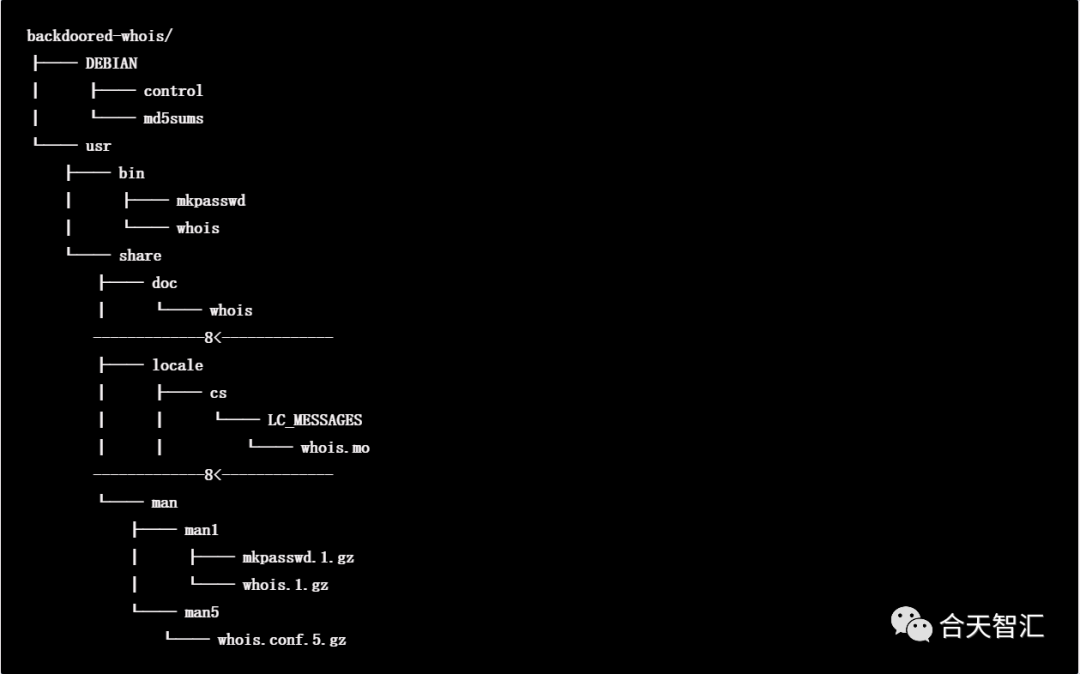 backdoored-whois/
├── DEBIAN
│   ├── control
│   └── md5sums
└── usr
    ├── bin
    │   ├── mkpasswd
    │   └── whois
    └── share
        ├── doc
        │   └── whois
        -------------8<-------------
        ├── locale
        │   ├── cs
        │   │   └── LC_MESSAGES
        │   │       └── whois.mo
        -------------8<-------------
        └── man
            ├── man1
            │   ├── mkpasswd.1.gz
            │   └── whois.1.gz
            └── man5
                └── whois.conf.5.gz
合天智汇